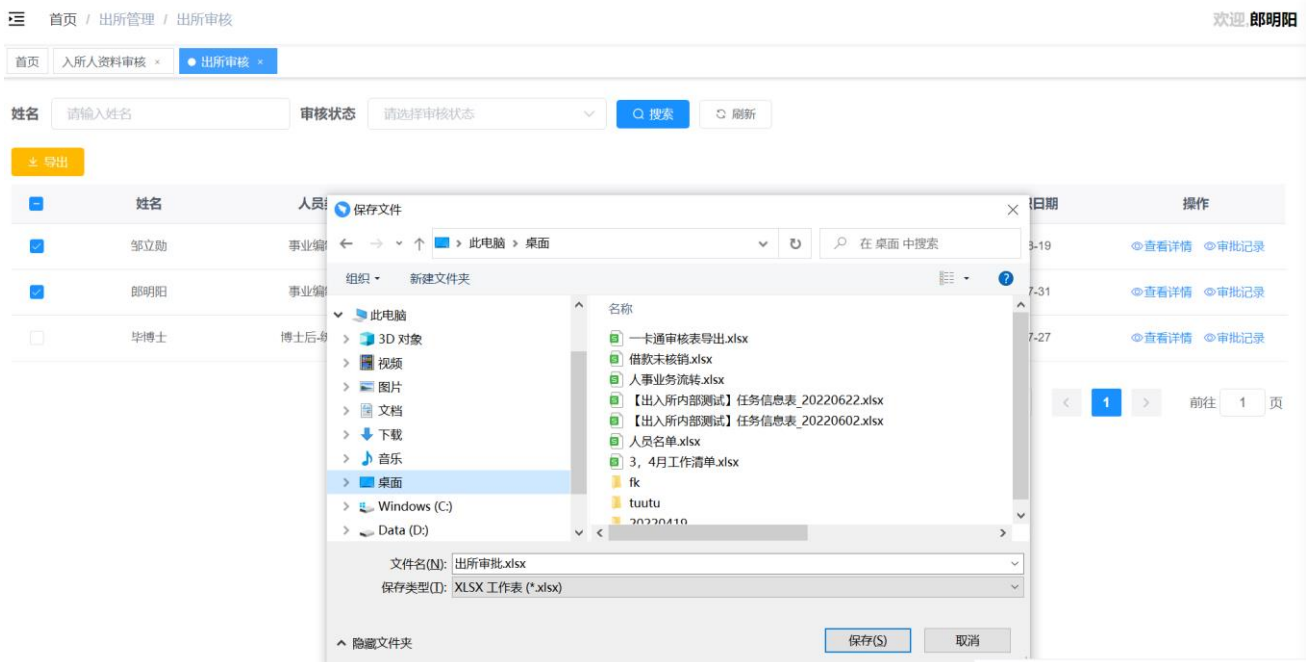 首页 / 出所管理 / 出所审核
欢迎,郎明阳
首页 入所人资料审核 × 出所审核 ×
姓名 请输入姓名 审核状态 请选择审核状态 搜索 刷新
导出
姓名 人员 日期 操作
邹立勋 事业编 -19 查看详情 审批记录
郎明阳 事业编 7-31 查看详情 审批记录
毕博士 博士后- 7-27 查看详情 审批记录
1 前往 1 页
保存文件
此电脑 > 桌面
在 桌面 中搜索
组织 新建文件夹
此电脑
3D 对象
视频
图片
文档
下载
音乐
桌面
Windows (C:)
Data (D:)
名称
一卡通审核表导出.xlsx
借款未核销.xlsx
人事业务流转.xlsx
【出入所内部测试】任务信息表_20220622.xlsx
【出入所内部测试】任务信息表_20220602.xlsx
人员名单.xlsx
3，4月工作清单.xlsx
fk
tuutu
20220419
文件名(N): 出所审批.xlsx
保存类型(T): XLSX 工作表 (*.xlsx)
隐藏文件夹
保存(S) 取消